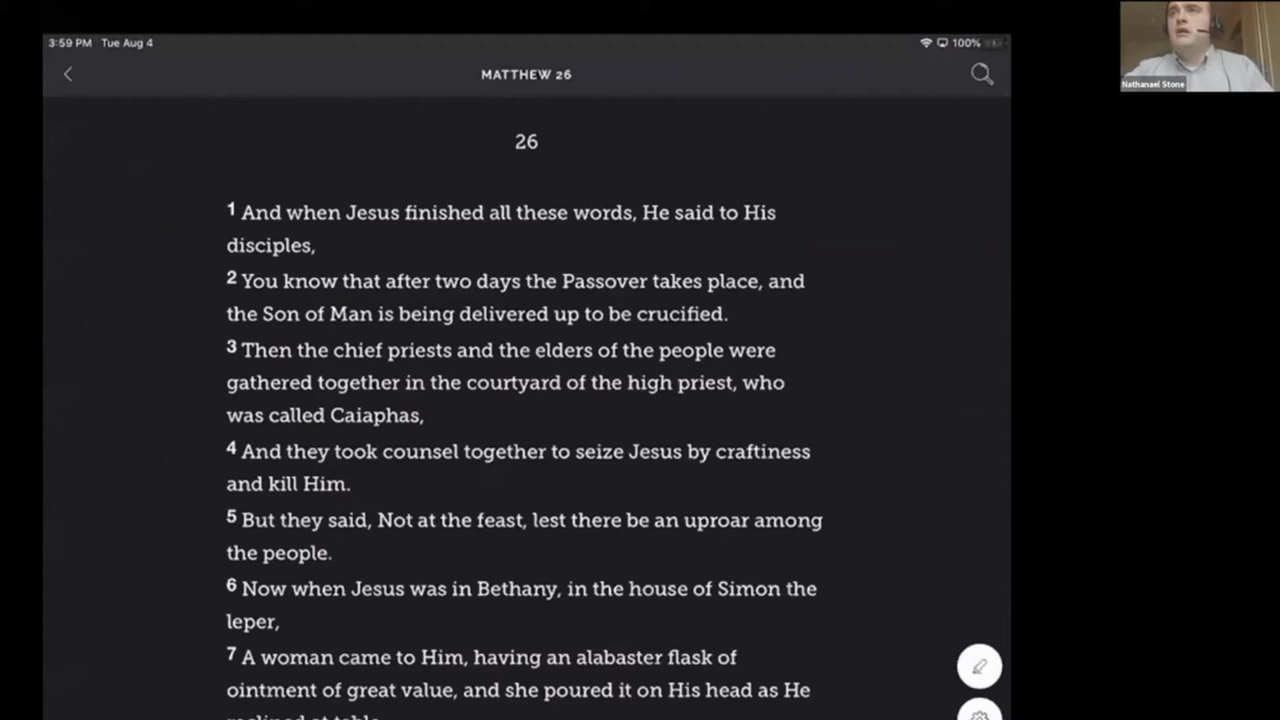 3:59 PM Tue Aug 4
100%
MATTHEW 26
Nathanael Stone
26
1 And when Jesus finished all these words, He said to His
disciples,
2 You know that after two days the Passover takes place, and
the Son of Man is being delivered up to be crucified.
3 Then the chief priests and the elders of the people were
gathered together in the courtyard of the high priest, who
was called Caiaphas,
4 And they took counsel together to seize Jesus by craftiness
and kill Him.
5 But they said, Not at the feast, lest there be an uproar among
the people.
6 Now when Jesus was in Bethany, in the house of Simon the
leper,
7 A woman came to Him, having an alabaster flask of
ointment of great value, and she poured it on His head as He
reclined at table.